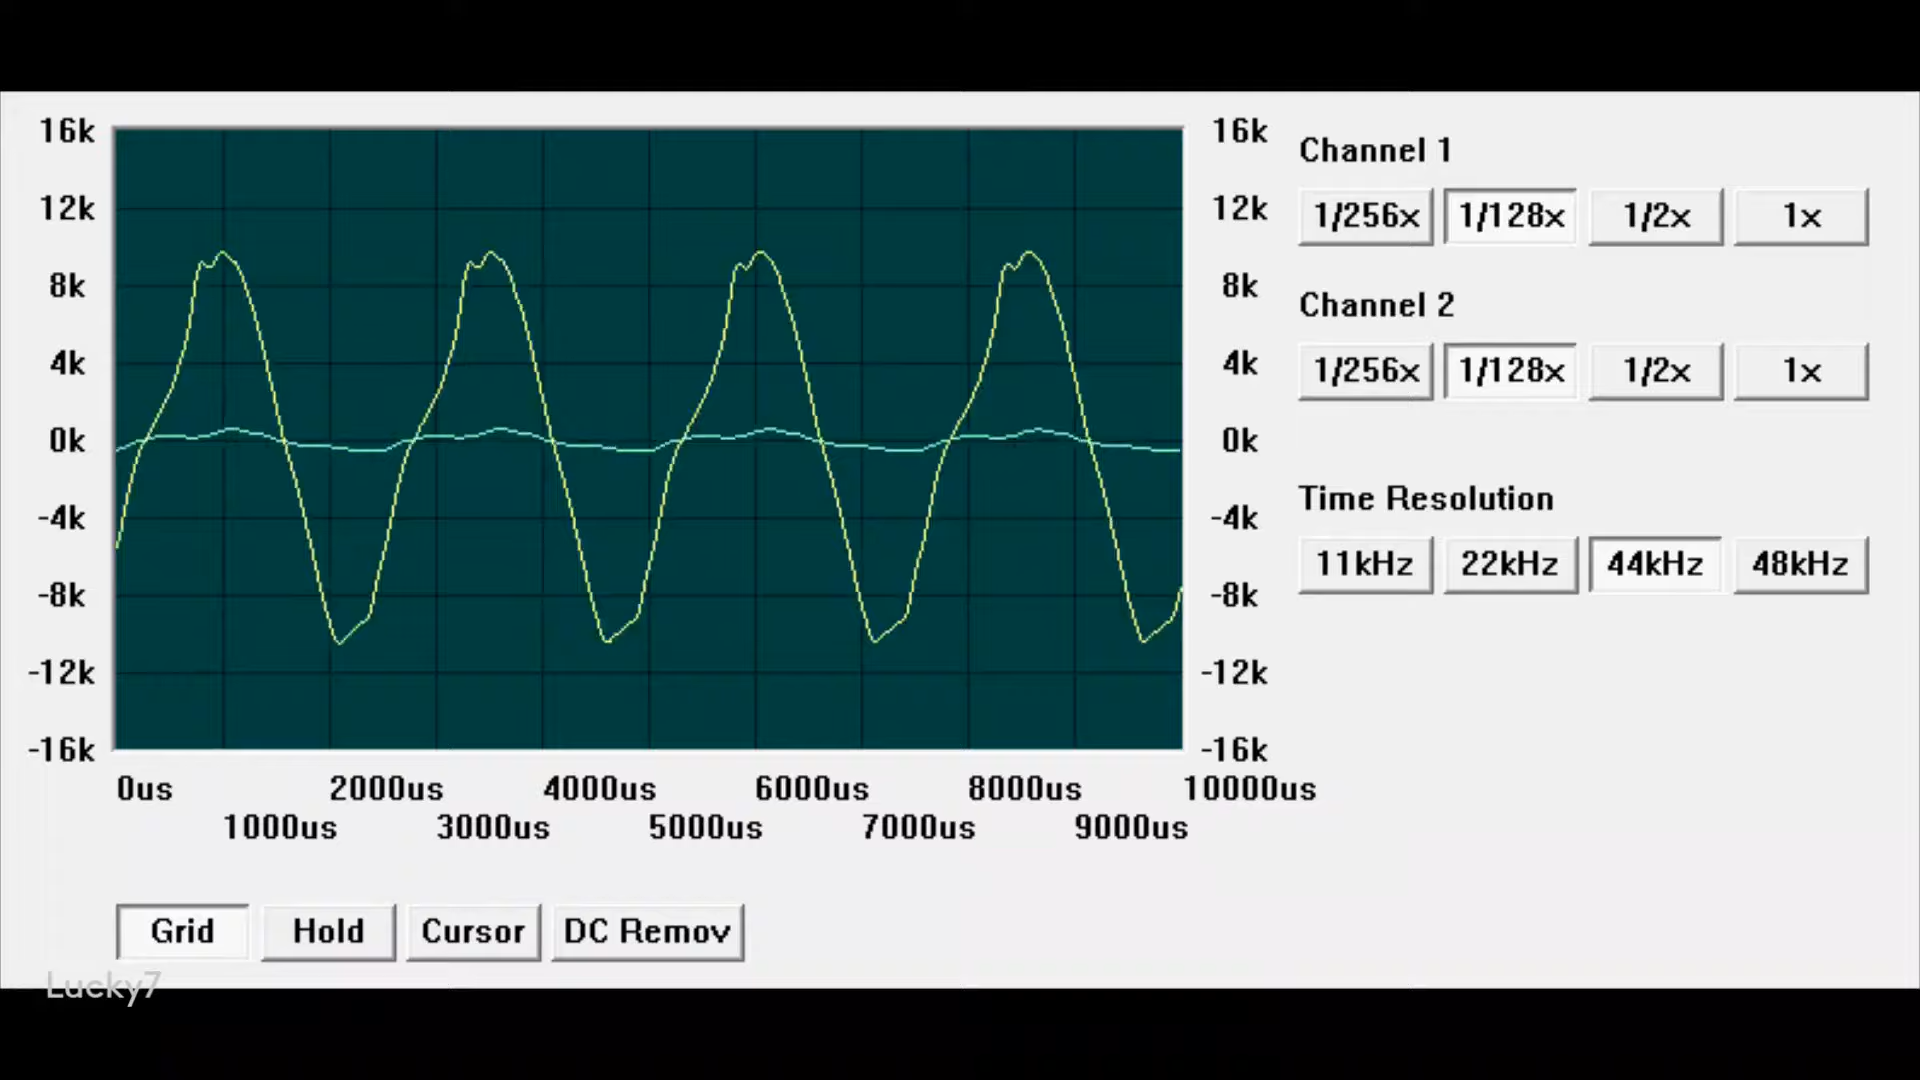 16k
12k
8k
4k
0k
-4k
-8k
-12k
-16k
16k
12k
8k
4k
0k
-4k
-8k
-12k
-16k
0us 2000us 4000us 6000us 8000us 10000us
1000us 3000us 5000us 7000us 9000us
Channel 1
1/256x 1/128x 1/2x 1x
Channel 2
1/256x 1/128x 1/2x 1x
Time Resolution
11kHz 22kHz 44kHz 48kHz
Grid Hold Cursor DC Remov
Lucky7